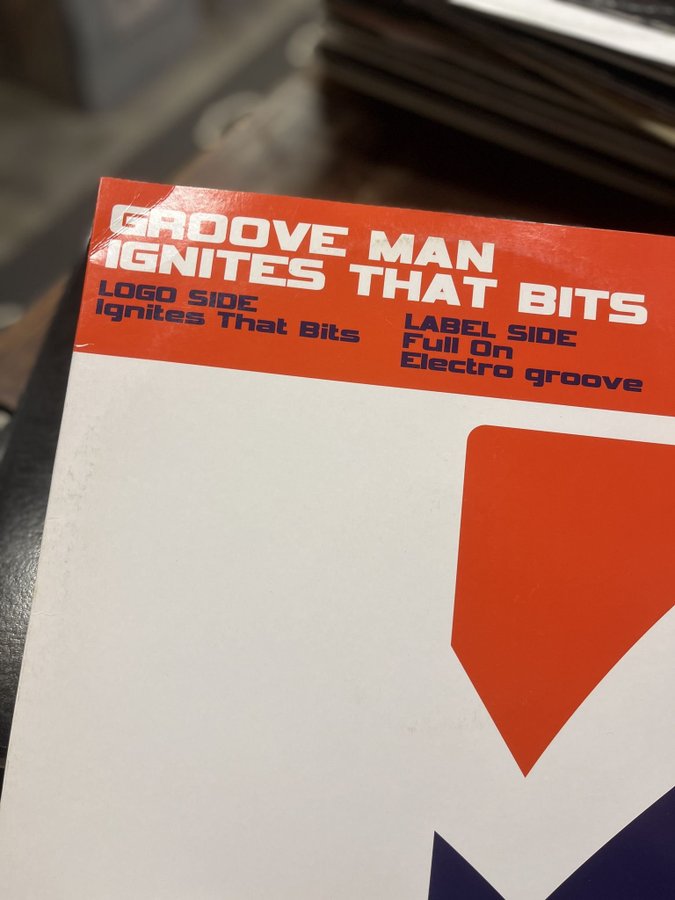 GROOVE MAN
IGNITES THAT BITS
LOGO SIDE
Ignites That Bits
LABEL SIDE
Full On
Electro groove